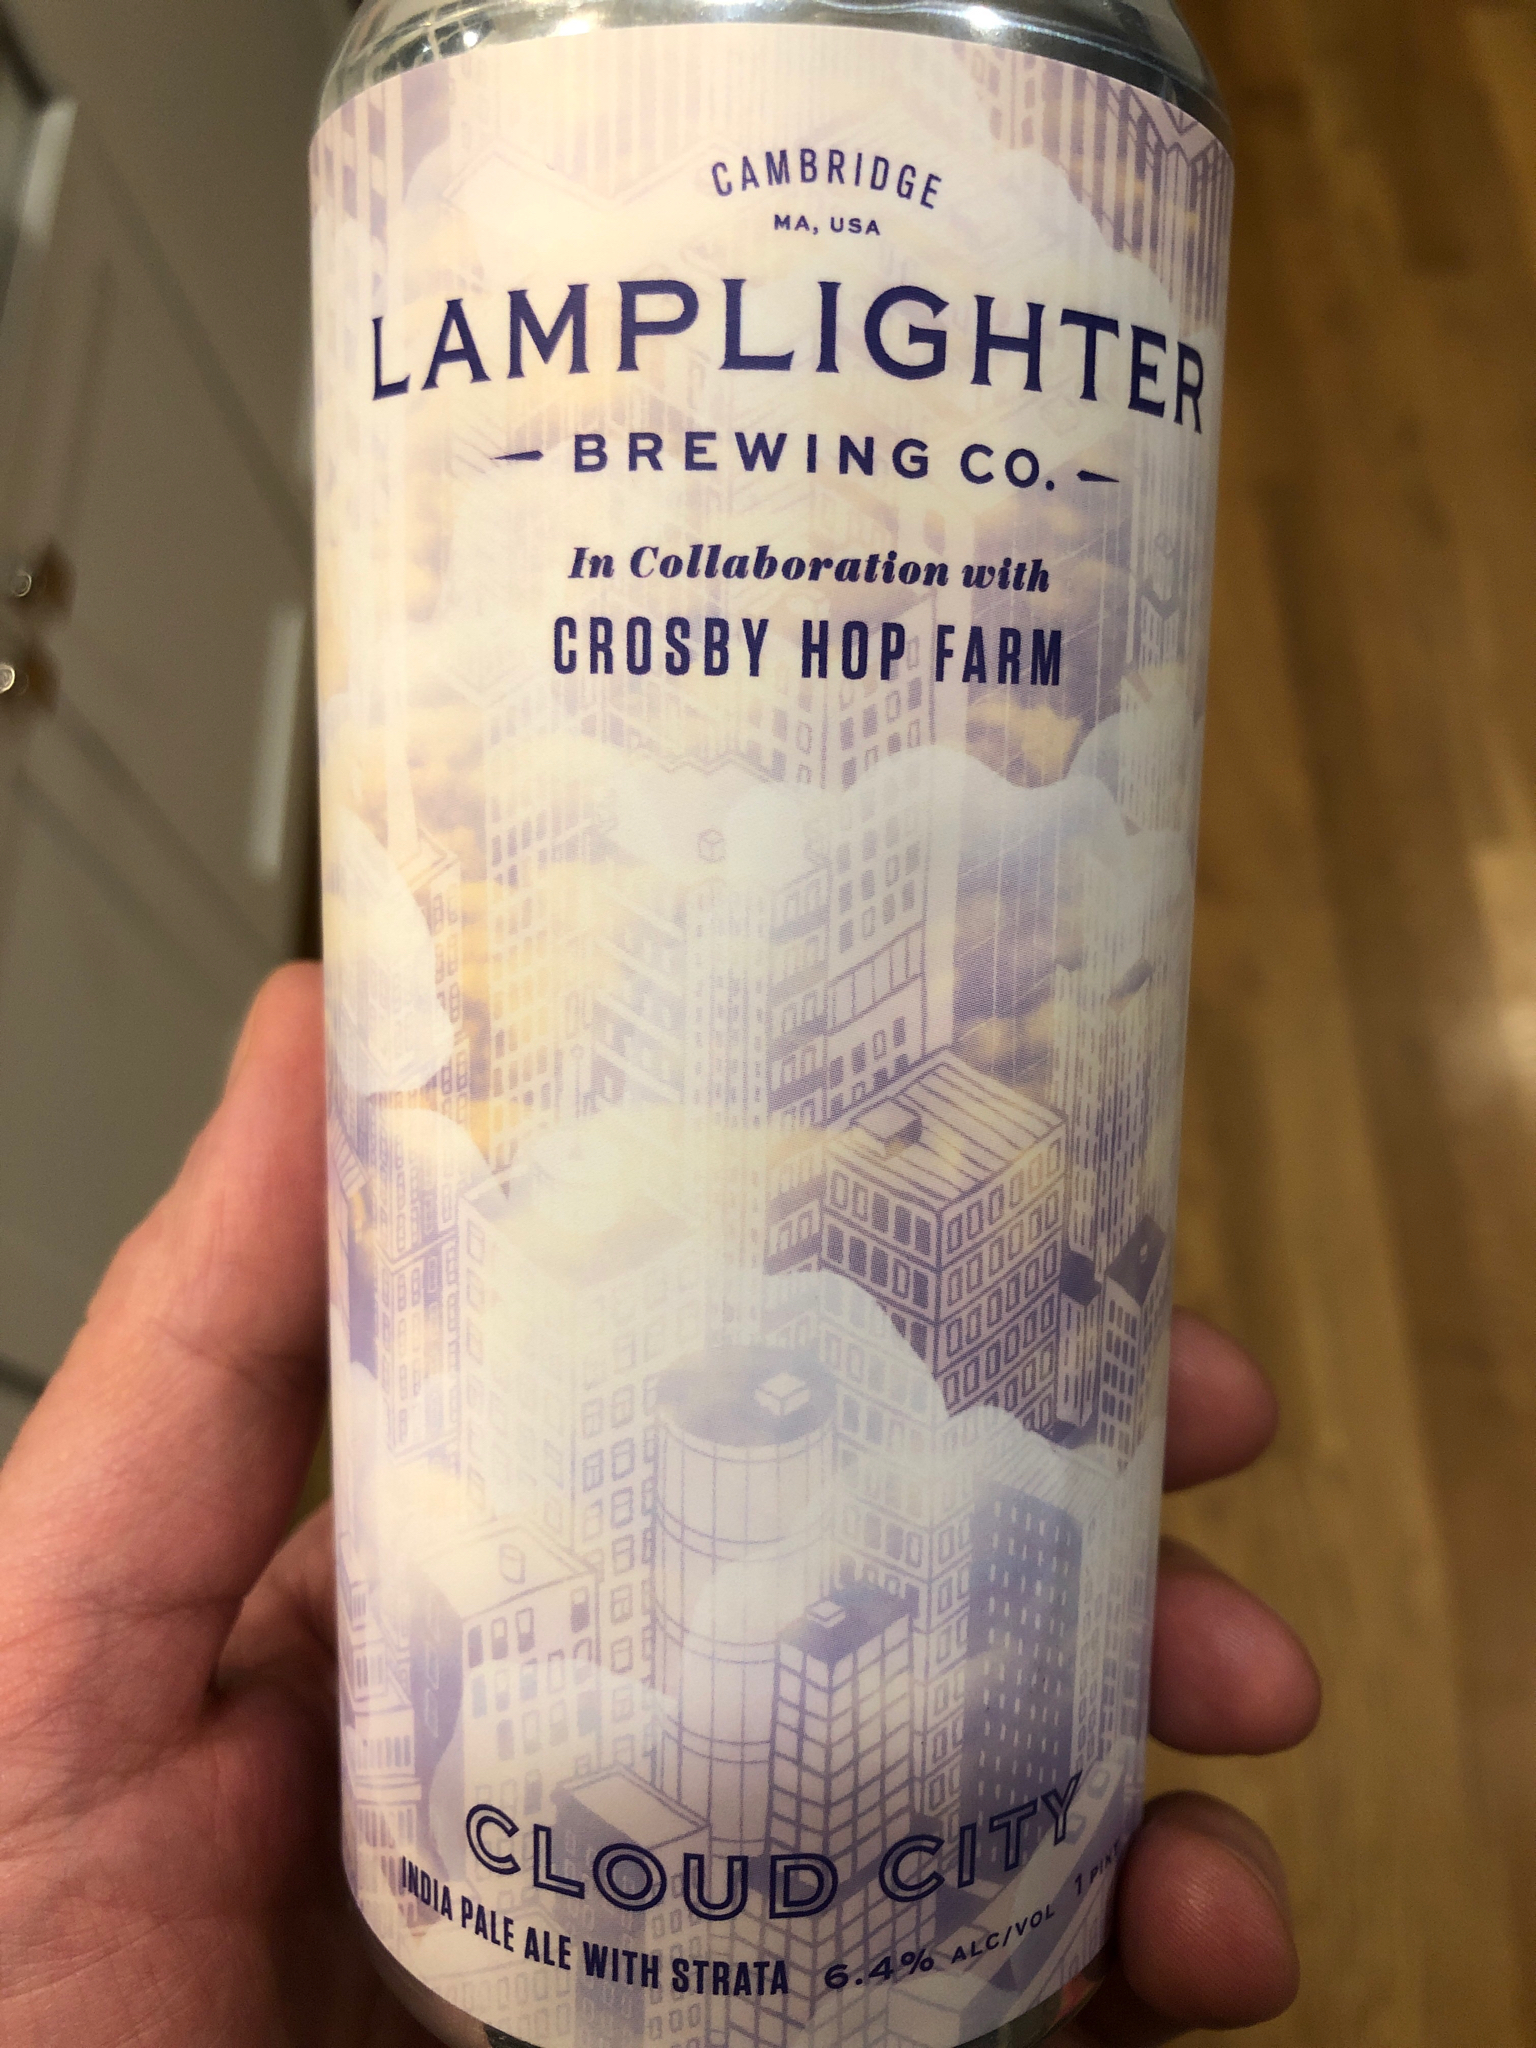 CAMBRIDGE
MA, USA
LAMPLIGHTER
BREWING CO.
In Collaboration with
CROSBY HOP FARM
CLOUD CITY
INDIA PALE ALE WITH STRATA 6.4% ALC/VOL 1 PINT